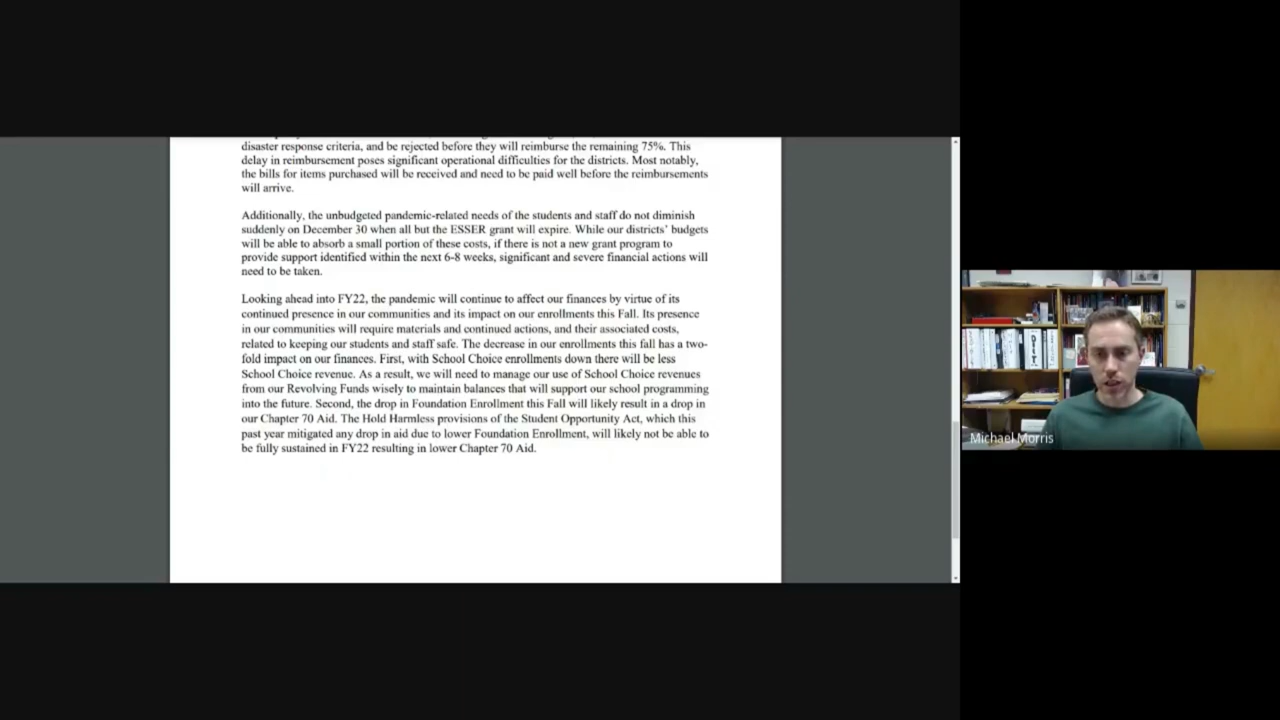 disaster response criteria, and be rejected before they will reimburse the remaining 75%. This
delay in reimbursement poses significant operational difficulties for the districts. Most notably,
the bills for items purchased will be received and need to be paid well before the reimbursements
will arrive.
Additionally, the unbudgeted pandemic-related needs of the students and staff do not diminish
suddenly on December 30 when all but the ESSER grant will expire. While our districts' budgets
will be able to absorb a small portion of these costs, if there is not a new grant program to
provide support identified within the next 6-8 weeks, significant and severe financial actions will
need to be taken.
Looking ahead into FY22, the pandemic will continue to affect our finances by virtue of its
continued presence in our communities and its impact on our enrollments this Fall. Its presence
in our communities will require materials and continued actions, and their associated costs,
related to keeping our students and staff safe. The decrease in our enrollments this fall has a two-
fold impact on our finances. First, with School Choice enrollments down there will be less
School Choice revenue. As a result, we will need to manage our use of School Choice revenues
from our Revolving Funds wisely to maintain balances that will support our school programming
into the future. Second, the drop in Foundation Enrollment this Fall will likely result in a drop in
our Chapter 70 Aid. The Hold Harmless provisions of the Student Opportunity Act, which this
past year mitigated any drop in aid due to lower Foundation Enrollment, will likely not be able to
be fully sustained in FY22 resulting in lower Chapter 70 Aid.
Michael Morris